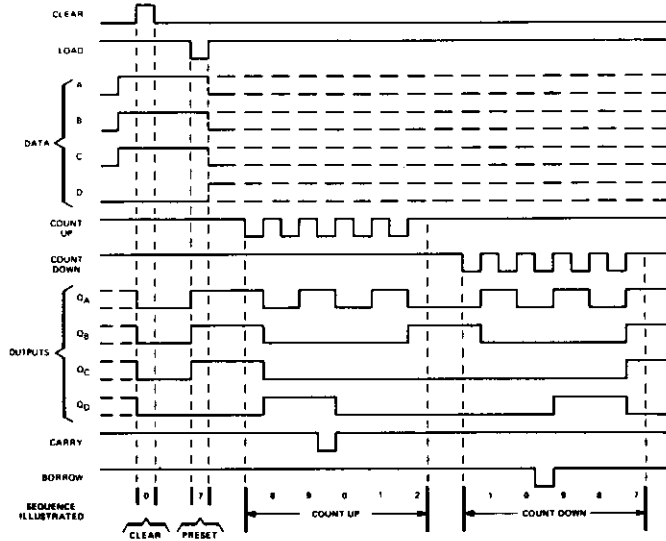 CLEAR
LOAD
A
B
DATA
C
D
COUNT UP
COUNT DOWN
QA
QB
OUTPUTS
QC
QD
CARRY
BORROW
SEQUENCE ILLUSTRATED
0 7 8 9 0 1 2 1 0 9 8 7
COUNT UP COUNT DOWN
CLEAR PRESET